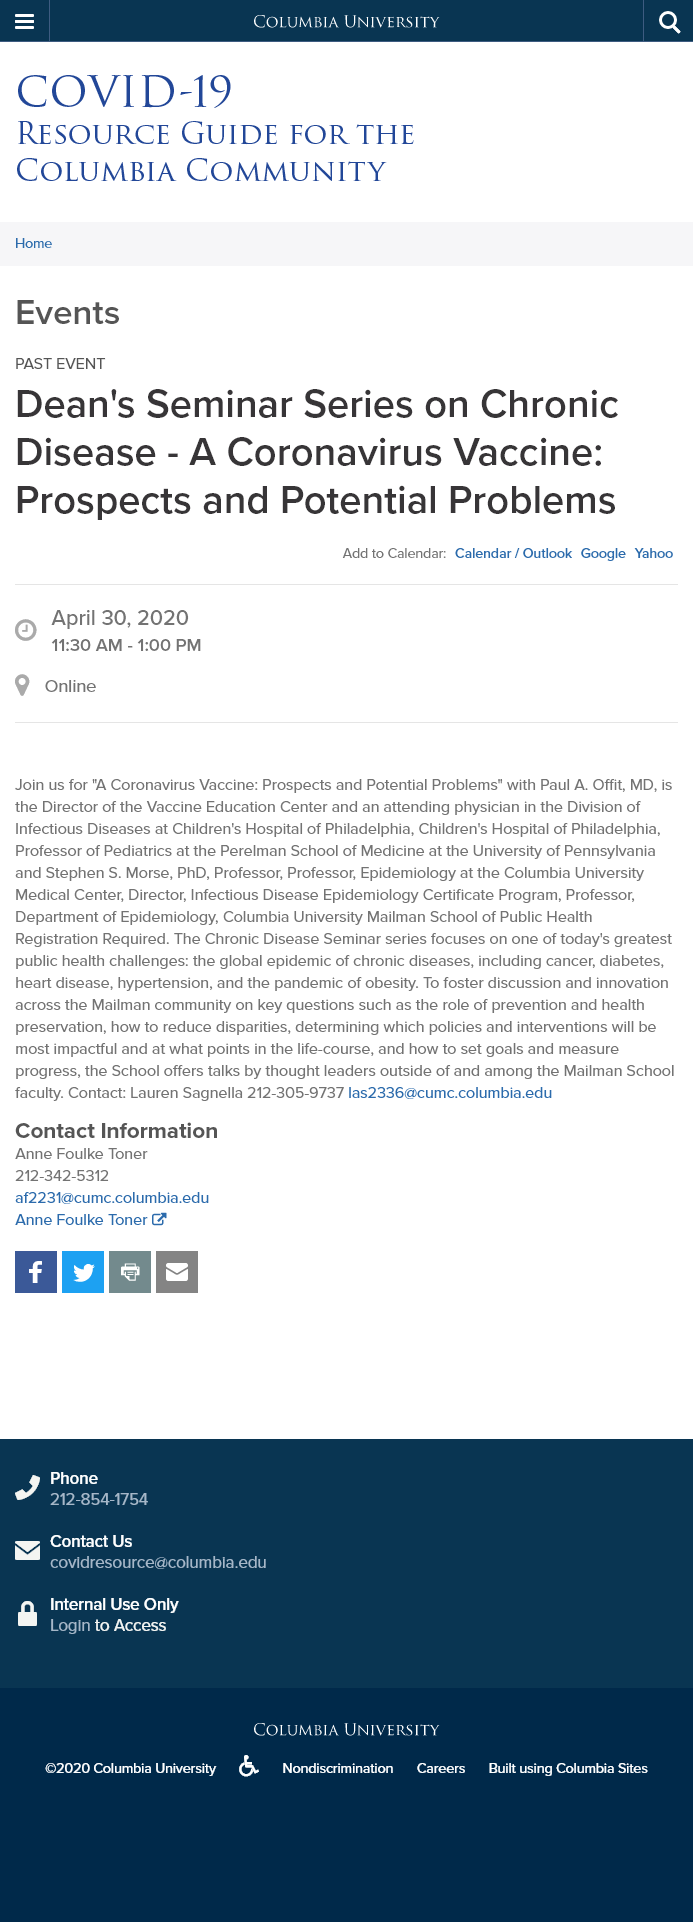 Columbia University
COVID-19
Resource Guide for the
Columbia Community
Home
Events
PAST EVENT
Dean's Seminar Series on Chronic
Disease - A Coronavirus Vaccine:
Prospects and Potential Problems
Add to Calendar: Calendar / Outlook Google Yahoo
April 30, 2020
11:30 AM - 1:00 PM
Online
Join us for "A Coronavirus Vaccine: Prospects and Potential Problems" with Paul A. Offit, MD, is
the Director of the Vaccine Education Center and an attending physician in the Division of
Infectious Diseases at Children's Hospital of Philadelphia, Children's Hospital of Philadelphia,
Professor of Pediatrics at the Perelman School of Medicine at the University of Pennsylvania
and Stephen S. Morse, PhD, Professor, Professor, Epidemiology at the Columbia University
Medical Center, Director, Infectious Disease Epidemiology Certificate Program, Professor,
Department of Epidemiology, Columbia University Mailman School of Public Health
Registration Required. The Chronic Disease Seminar series focuses on one of today's greatest
public health challenges: the global epidemic of chronic diseases, including cancer, diabetes,
heart disease, hypertension, and the pandemic of obesity. To foster discussion and innovation
across the Mailman community on key questions such as the role of prevention and health
preservation, how to reduce disparities, determining which policies and interventions will be
most impactful and at what points in the life-course, and how to set goals and measure
progress, the School offers talks by thought leaders outside of and among the Mailman School
faculty. Contact: Lauren Sagnella 212-305-9737 las2336@cumc.columbia.edu
Contact Information
Anne Foulke Toner
212-342-5312
af2231@cumc.columbia.edu
Anne Foulke Toner
Phone
212-854-1754
Contact Us
covidresource@columbia.edu
Internal Use Only
Login to Access
Columbia University
©2020 Columbia University Nondiscrimination Careers Built using Columbia Sites